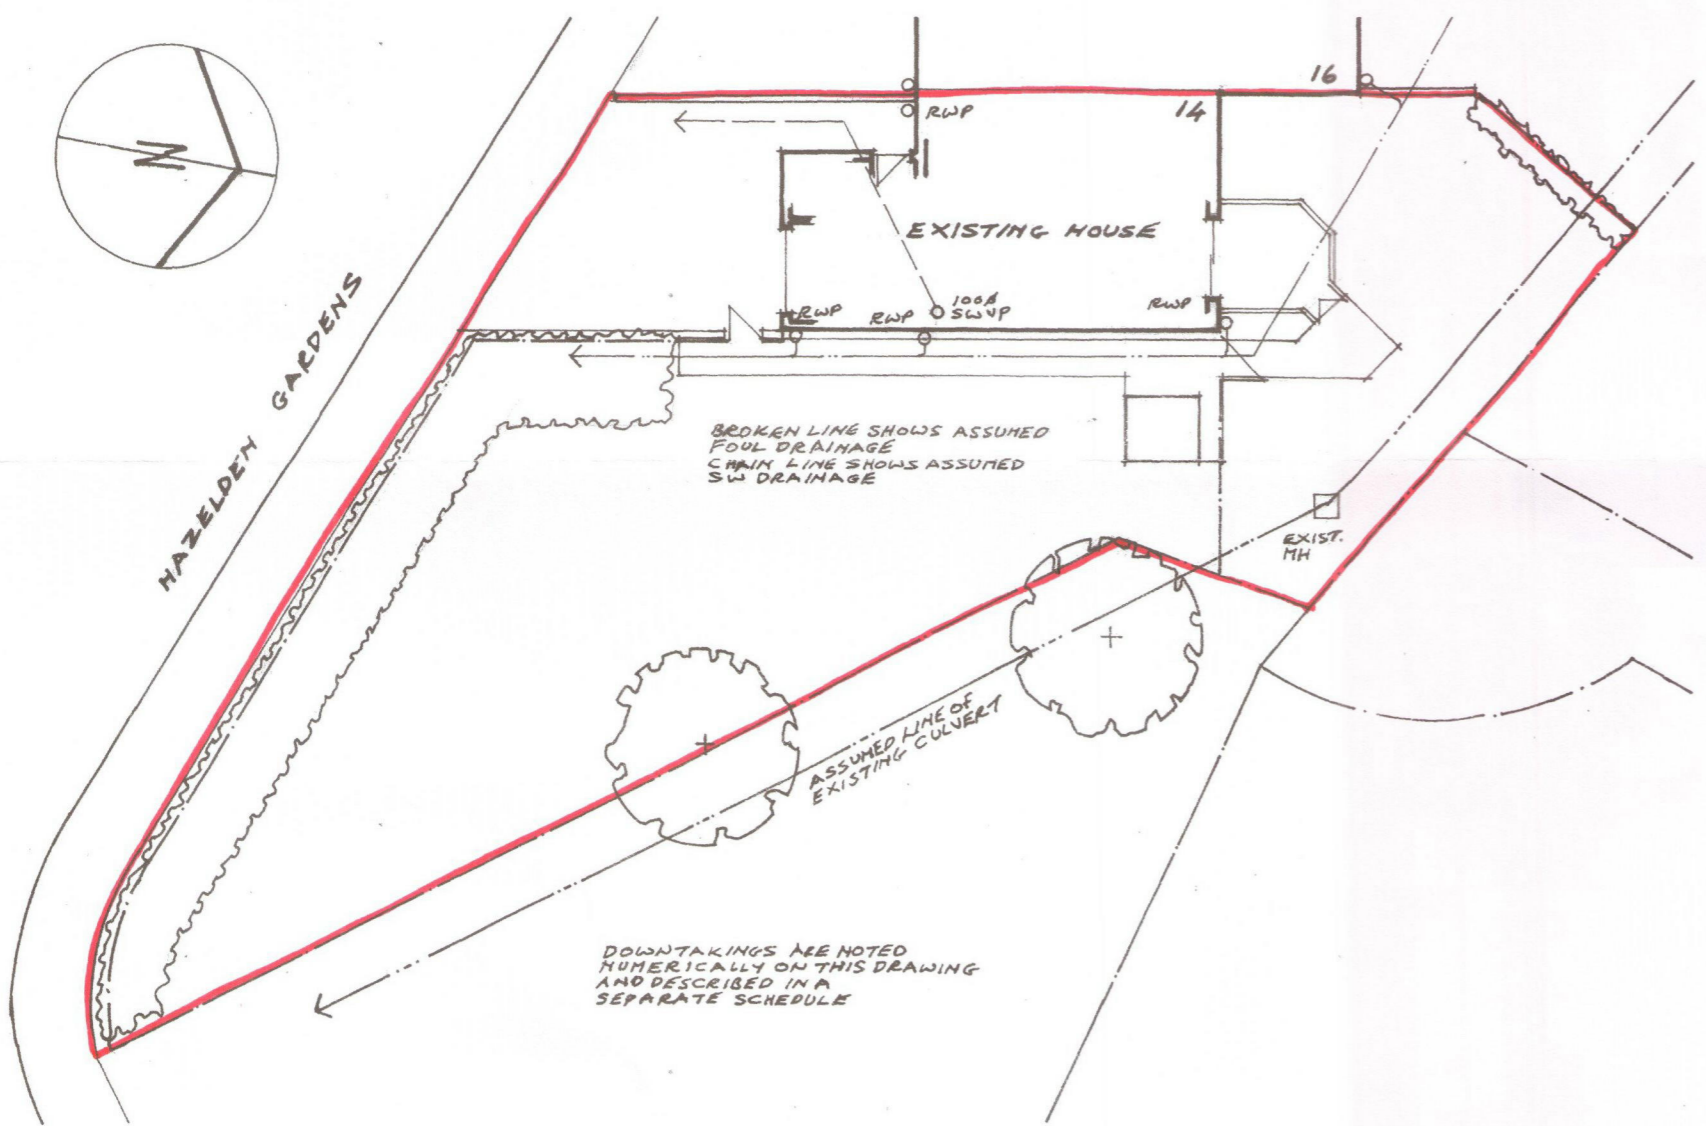 N
16
14
RWP
EXISTING HOUSE
RWP
RWP
100ø
SWVP
RWP
HAZELDEN GARDENS
BROKEN LINE SHOWS ASSUMED
FOUL DRAINAGE
CHAIN LINE SHOWS ASSUMED
SW DRAINAGE
EXIST.
MH
ASSUMED LINE OF
EXISTING CULVERT
DOWNTAKINGS ARE NOTED
NUMERICALLY ON THIS DRAWING
AND DESCRIBED IN A
SEPARATE SCHEDULE